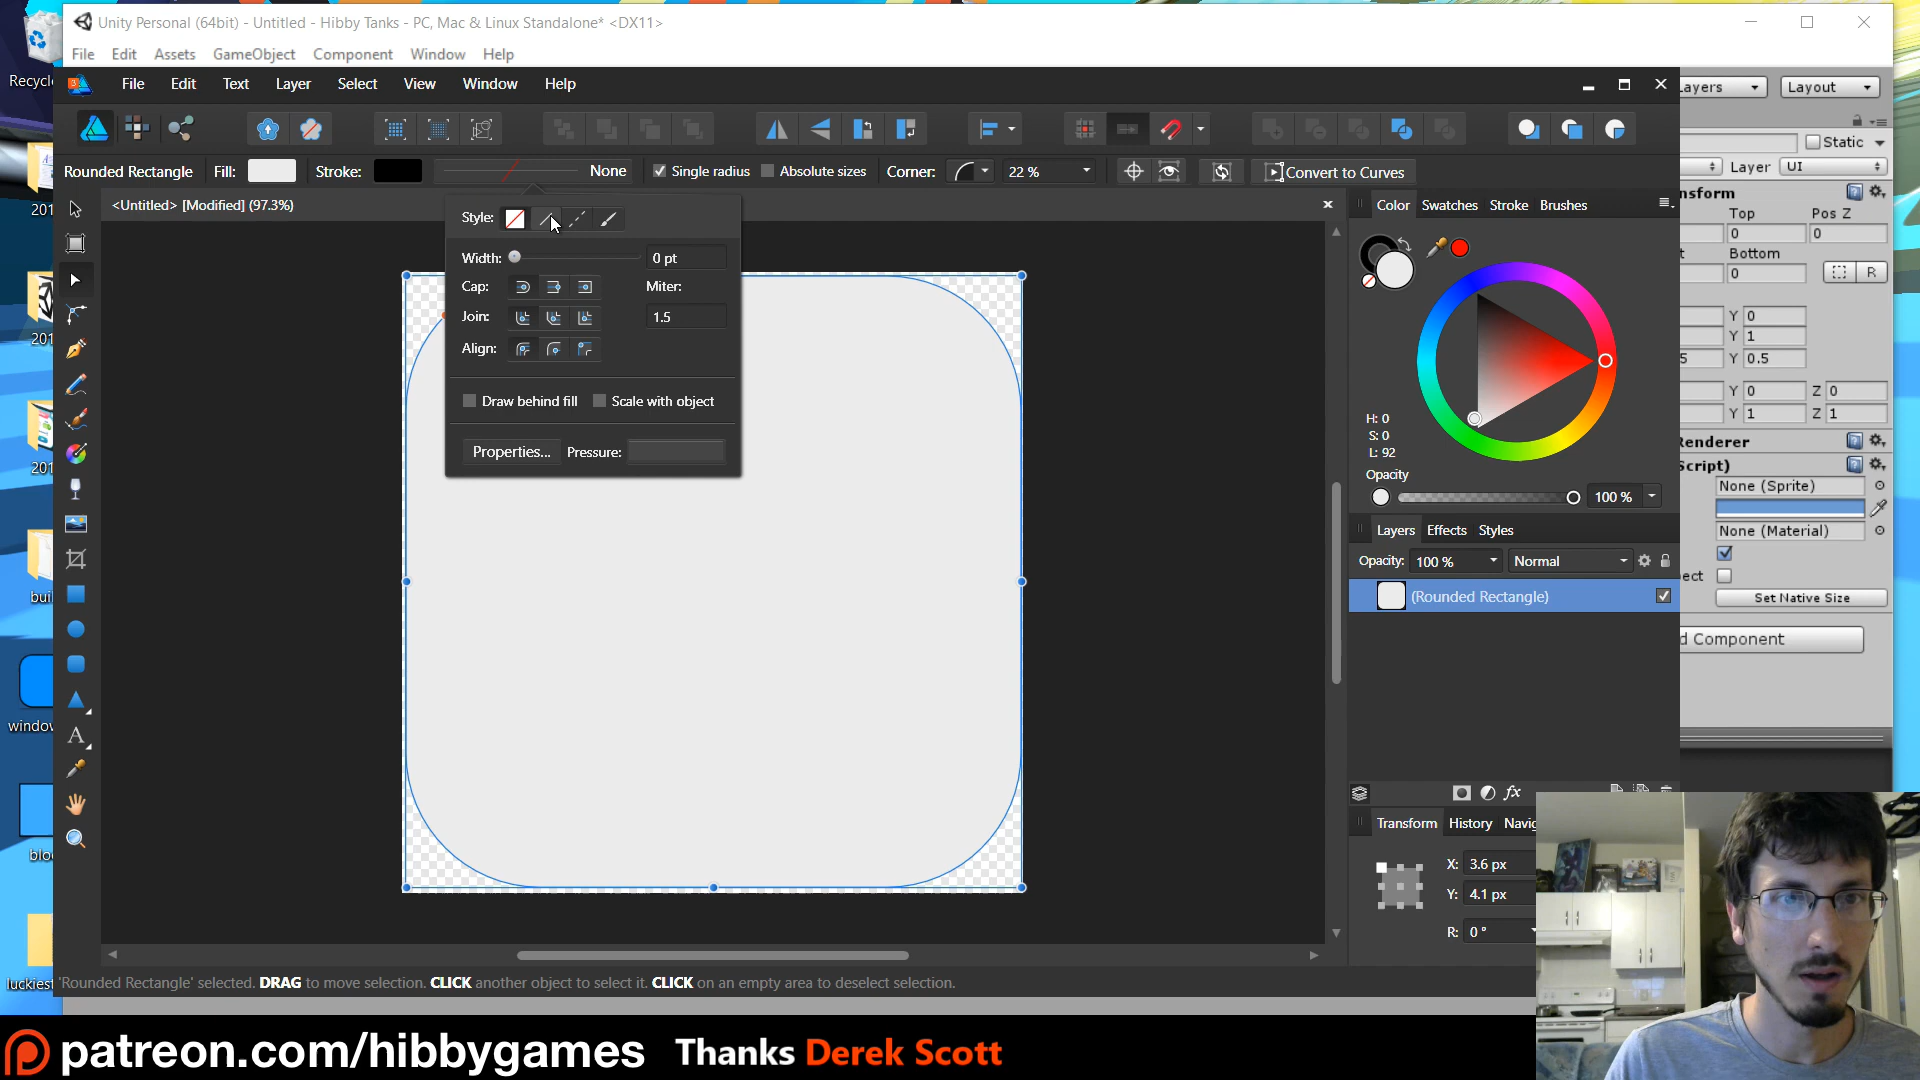 Unity Personal (64bit) - Untitled - Hibby Tanks - PC, Mac & Linux Standalone* <DX11>
File Edit Assets GameObject Component Window Help
File Edit Text Layer Select View Window Help
Layout
Rounded Rectangle Fill: Stroke: None Single radius Absolute sizes Corner: 22 % Convert to Curves
Static
Layer UI
<Untitled> [Modified] (97.3%)
Color Swatches Stroke Brushes
Top Pos Z
0 0
Bottom
0 R
Style:
Width: 0 pt
Cap: Miter:
Join: 1.5
Align:
Draw behind fill Scale with object
Properties... Pressure:
H: 0
S: 0
L: 92
Opacity
100 %
Y 0
Y 1
5 Y 0.5
Y 0 Z 0
Y 1 Z 1
None (Sprite)
None (Material)
Set Native Size
Component
Layers Effects Styles
Opacity: 100 % Normal
(Rounded Rectangle)
fx
Transform History
X: 3.6 px
Y: 4.1 px
R: 0 °
'Rounded Rectangle' selected. DRAG to move selection. CLICK another object to select it. CLICK on an empty area to deselect selection.
201
201
201
patreon.com/hibbygames Thanks Derek Scott